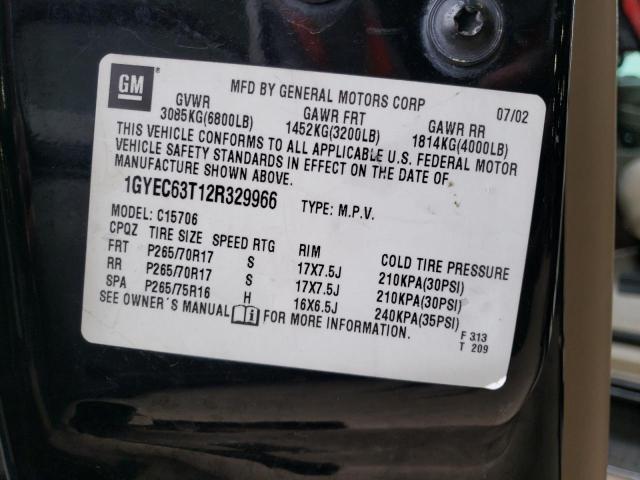 GM
MFD BY GENERAL MOTORS CORP 07/02
GVWR GAWR FRT GAWR RR
3085KG(6800LB) 1452KG(3200LB) 1814KG(4000LB)
THIS VEHICLE CONFORMS TO ALL APPLICABLE U.S. FEDERAL MOTOR
VEHICLE SAFETY STANDARDS IN EFFECT ON THE DATE OF
MANUFACTURE SHOWN ABOVE.
1GYEC63T12R329966 TYPE: M.P.V.
MODEL: C15706
CPQZ TIRE SIZE SPEED RTG RIM COLD TIRE PRESSURE
FRT P265/70R17 S 17X7.5J 210KPA(30PSI)
RR P265/70R17 S 17X7.5J 210KPA(30PSI)
SPA P265/75R16 H 16X6.5J 240KPA(35PSI)
SEE OWNER´S MANUAL FOR MORE INFORMATION.
F 313
T 209